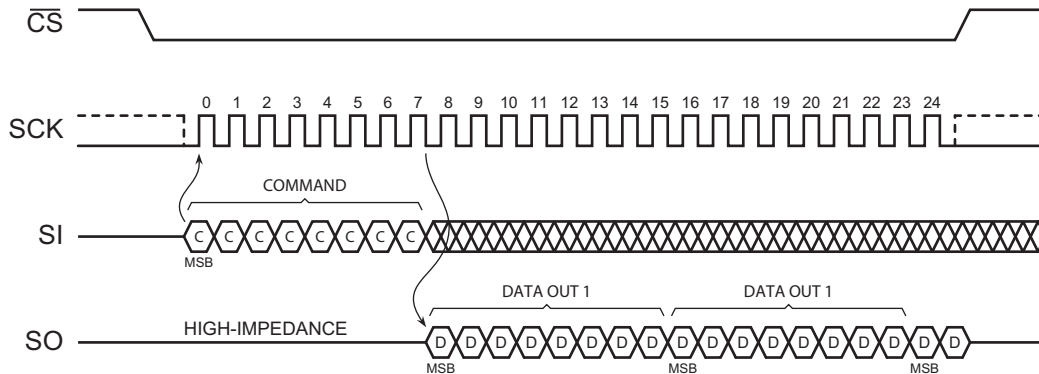 CS
0 1 2 3 4 5 6 7 8 9 10 11 12 13 14 15 16 17 18 19 20 21 22 23 24
SCK
COMMAND
SI C C C C C C C C
MSB
DATA OUT 1 DATA OUT 1
HIGH-IMPEDANCE
SO D D D D D D D D D D D D D D D D D D
MSB MSB MSB